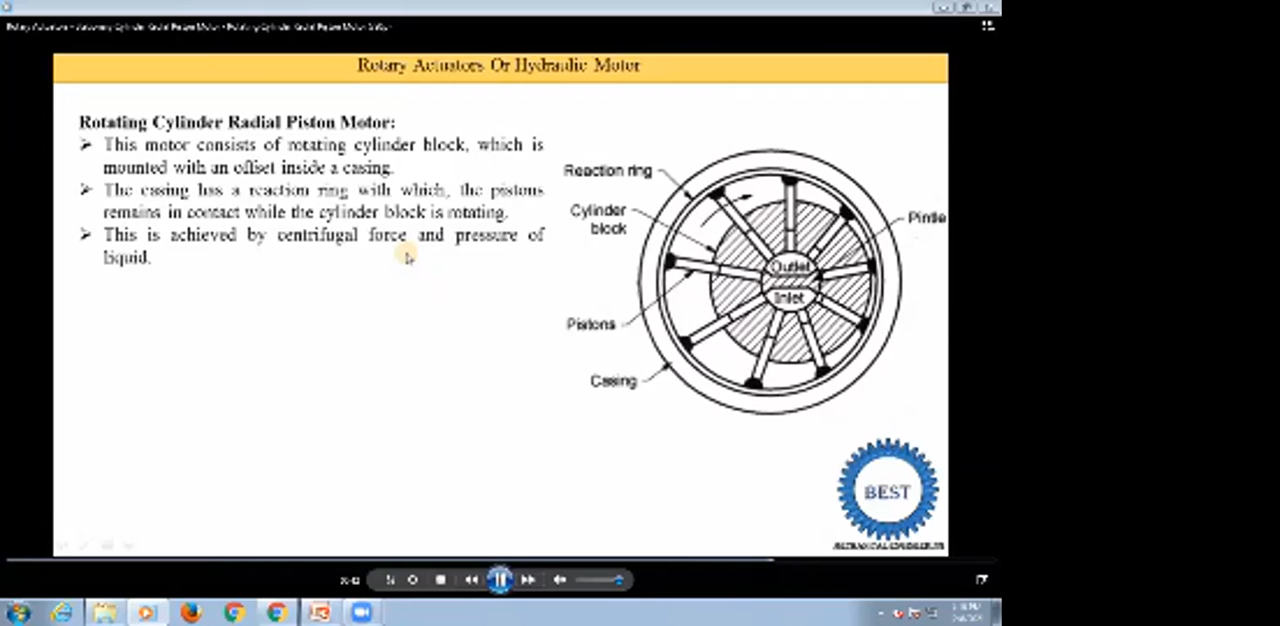 Rotary Actuators Or Hydraulic Motor
Rotating Cylinder Radial Piston Motor:
➢ This motor consists of rotating cylinder block, which is
mounted with an offset inside a casing.
➢ The casing has a reaction ring with which, the pistons
remains in contact while the cylinder block is rotating.
➢ This is achieved by centrifugal force and pressure of
liquid.
Reaction ring
Cylinder
block
Pintle
Outlet
Inlet
Pistons
Casing
BEST